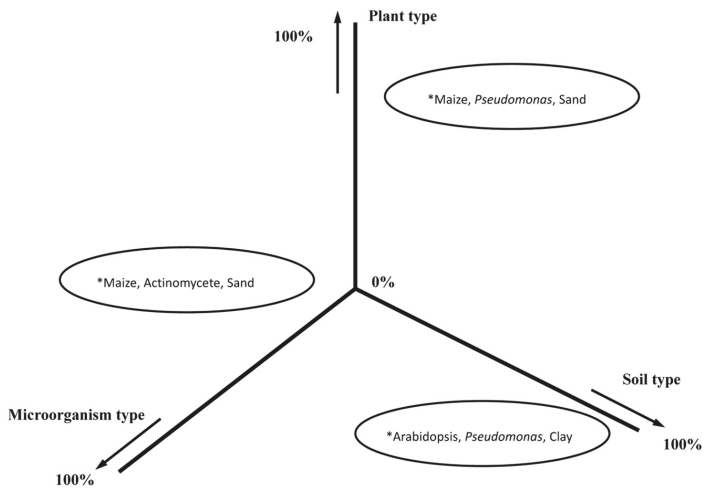 Plant type
100%
*Maize, Pseudomonas, Sand
*Maize, Actinomycete, Sand
0%
Soil type
Microorganism type
*Arabidopsis, Pseudomonas, Clay
100%
100%